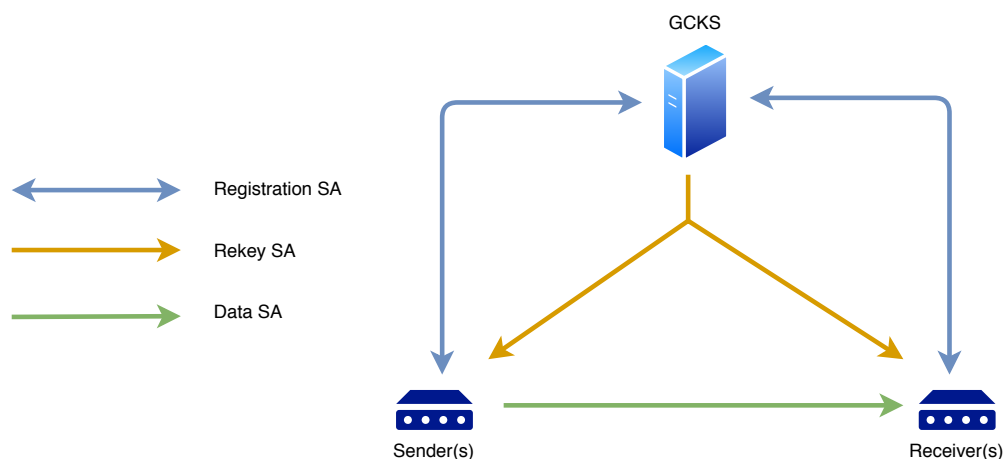 GCKS
Registration SA
Rekey SA
Data SA
Sender(s)
Receiver(s)